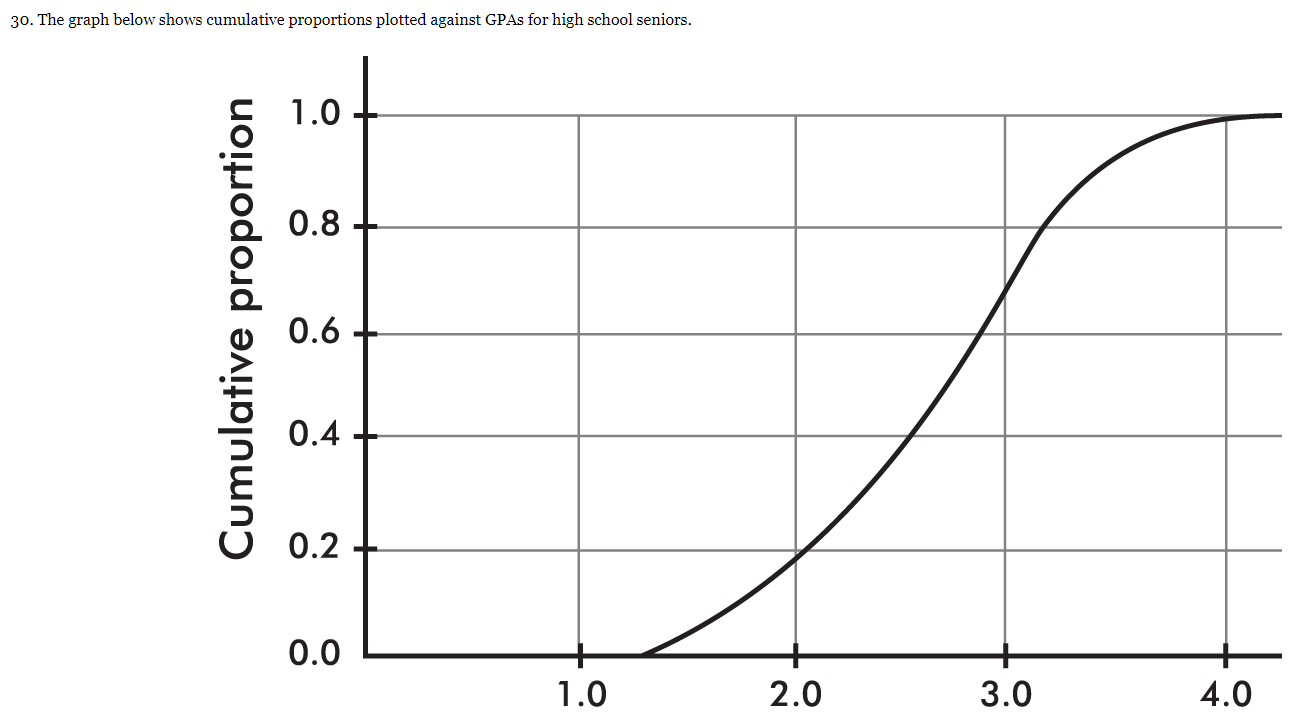 30. The graph below shows cumulative proportions plotted against GPAs for high school seniors.
Cumulative proportion
1.0
0.8
0.6
0.4
0.2
0.0
1.0 2.0 3.0 4.0